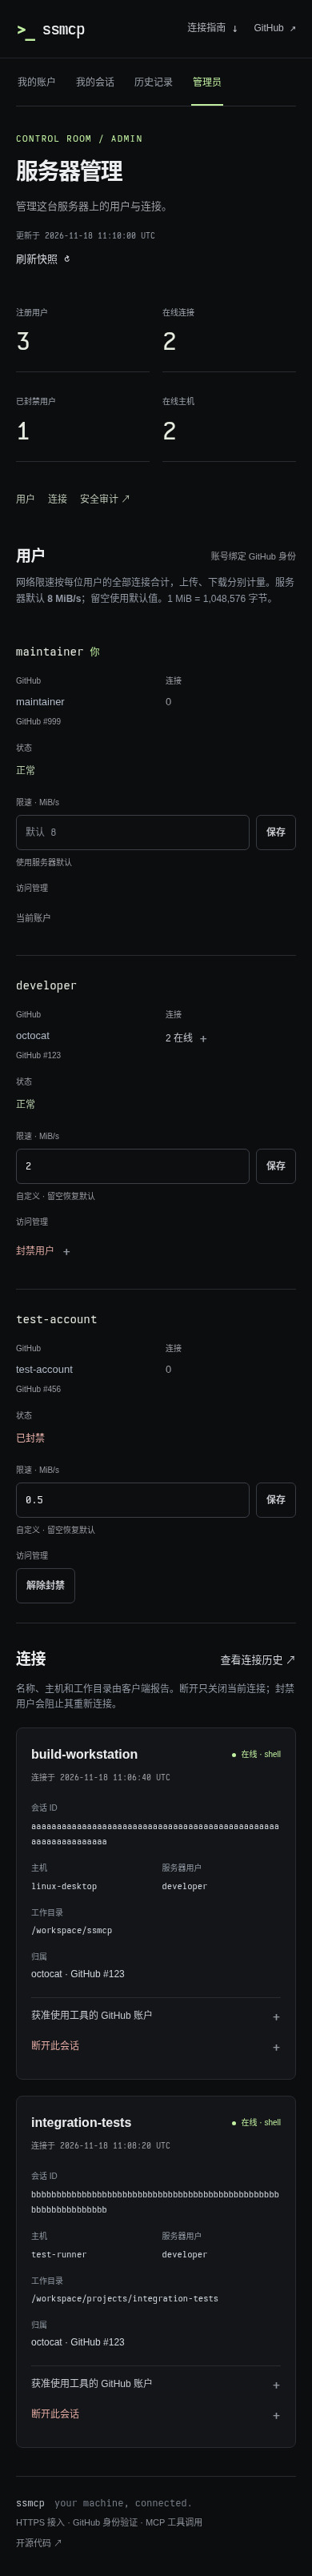 >_ ssmcp 连接指南 ↓ GitHub ↗
我的账户 我的会话 历史记录 管理员
CONTROL ROOM / ADMIN
服务器管理
管理这台服务器上的用户与连接。
更新于 2026-11-18 11:10:00 UTC
刷新快照 ↻
注册用户 在线连接
3 2
已封禁用户 在线主机
1 2
用户 连接 安全审计 ↗
用户 账号绑定 GitHub 身份
网络限速按每位用户的全部连接合计，上传、下载分别计量。服务
器默认 8 MiB/s；留空使用默认值。1 MiB = 1,048,576 字节。
maintainer 你
GitHub 连接
maintainer 0
GitHub #999
状态
正常
限速 · MiB/s
默认 8 保存
使用服务器默认
访问管理
当前账户
developer
GitHub 连接
octocat 2 在线 +
GitHub #123
状态
正常
限速 · MiB/s
2 保存
自定义 · 留空恢复默认
访问管理
封禁用户 +
test-account
GitHub 连接
test-account 0
GitHub #456
状态
已封禁
限速 · MiB/s
0.5 保存
自定义 · 留空恢复默认
访问管理
解除封禁
连接 查看连接历史 ↗
名称、主机和工作目录由客户端报告。断开只关闭当前连接；封禁
用户会阻止其重新连接。
build-workstation ● 在线 · shell
连接于 2026-11-18 11:06:40 UTC
会话 ID
aaaaaaaaaaaaaaaaaaaaaaaaaaaaaaaaaaaaaaaaaaaaaaaaa
aaaaaaaaaaaaaaa
主机 服务器用户
linux-desktop developer
工作目录
/workspace/ssmcp
归属
octocat · GitHub #123
获准使用工具的 GitHub 账户 +
断开此会话 +
integration-tests ● 在线 · shell
连接于 2026-11-18 11:08:20 UTC
会话 ID
bbbbbbbbbbbbbbbbbbbbbbbbbbbbbbbbbbbbbbbbbbbbbbbbb
bbbbbbbbbbbbbbb
主机 服务器用户
test-runner developer
工作目录
/workspace/projects/integration-tests
归属
octocat · GitHub #123
获准使用工具的 GitHub 账户 +
断开此会话 +
ssmcp your machine, connected.
HTTPS 接入 · GitHub 身份验证 · MCP 工具调用
开源代码 ↗